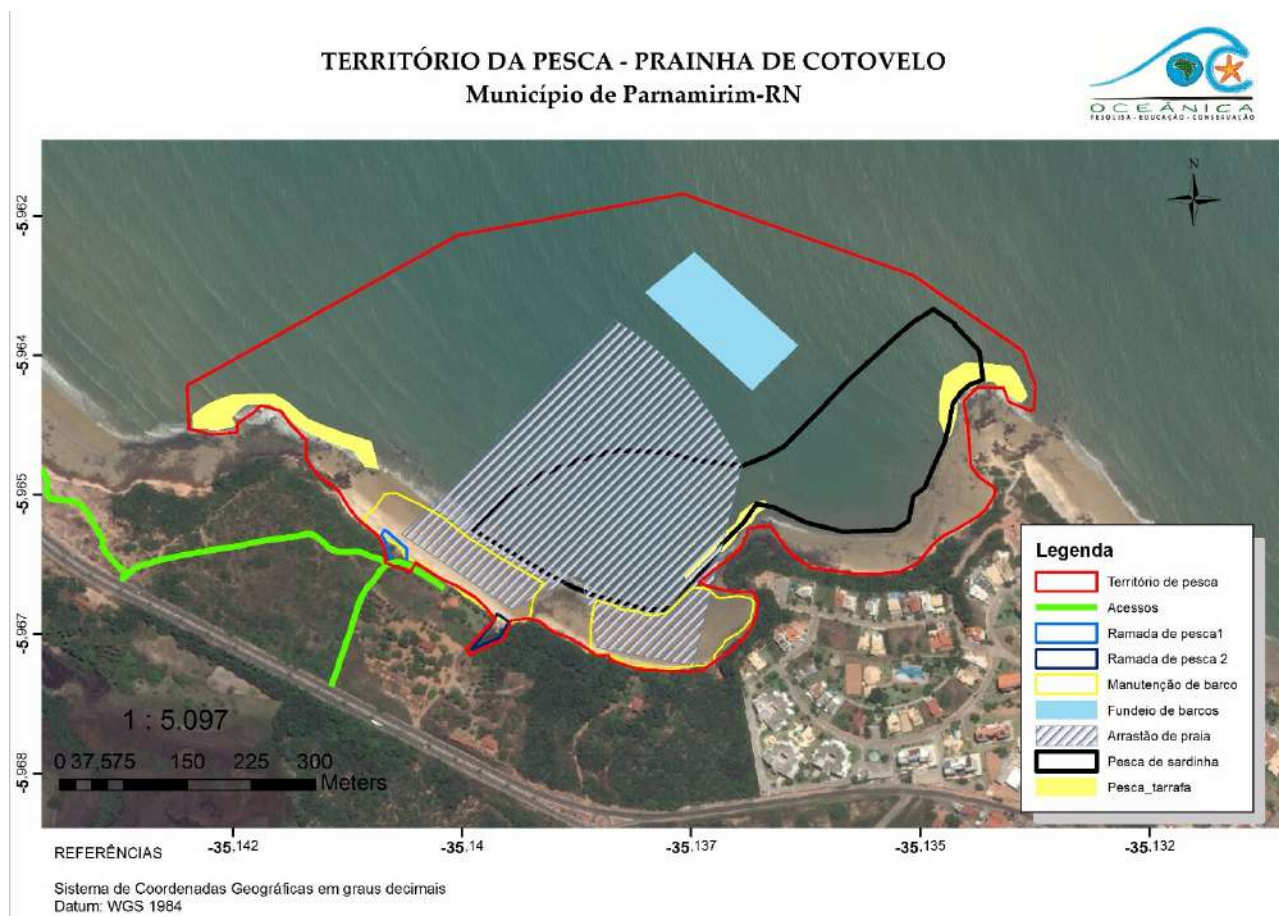 TERRITÓRIO DA PESCA - PRAINHA DE COTOVELO
Município de Parnamirim-RN
OCEÂNICA
PESQUISA - EDUCAÇÃO - CONSERVAÇÃO
N
-5.962
-5.964
-5.965
-5.967
-5.968
1 : 5.097
0 37,575 150 225 300
Meters
Legenda
Território de pesca
Acessos
Ramada de pesca1
Ramada de pesca 2
Manutenção de barco
Fundeio de barcos
Arrastão de praia
Pesca de sardinha
Pesca_tarrafa
-35.142 -35.14 -35.137 -35.135 -35.132
REFERÊNCIAS
Sistema de Coordenadas Geográficas em graus decimais
Datum: WGS 1984